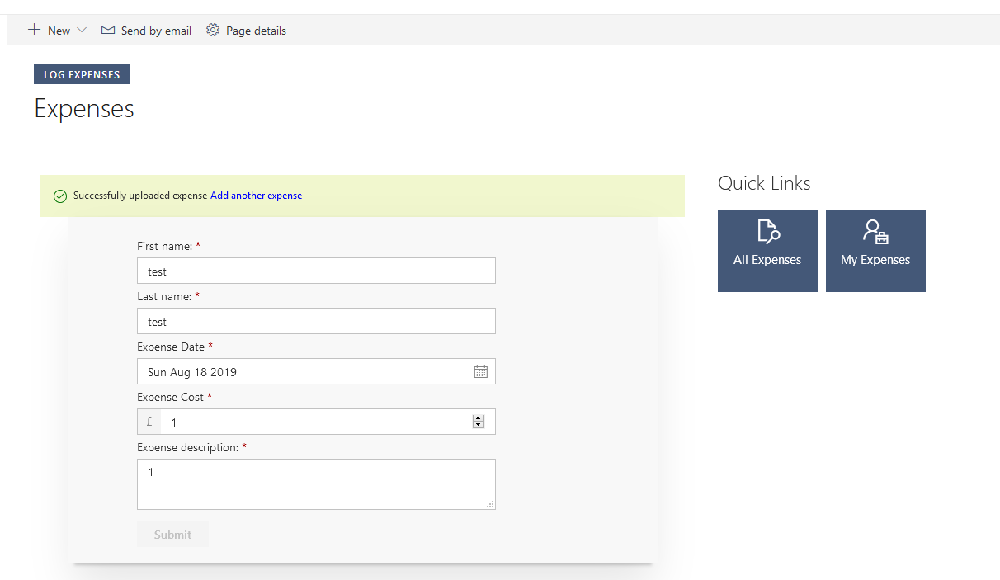 New
Send by email
Page details
LOG EXPENSES
Expenses
Successfully uploaded expense Add another expense
First name: *
test
Last name: *
test
Expense Date *
Sun Aug 18 2019
Expense Cost *
£ 1
Expense description: *
1
Submit
Quick Links
All Expenses
My Expenses